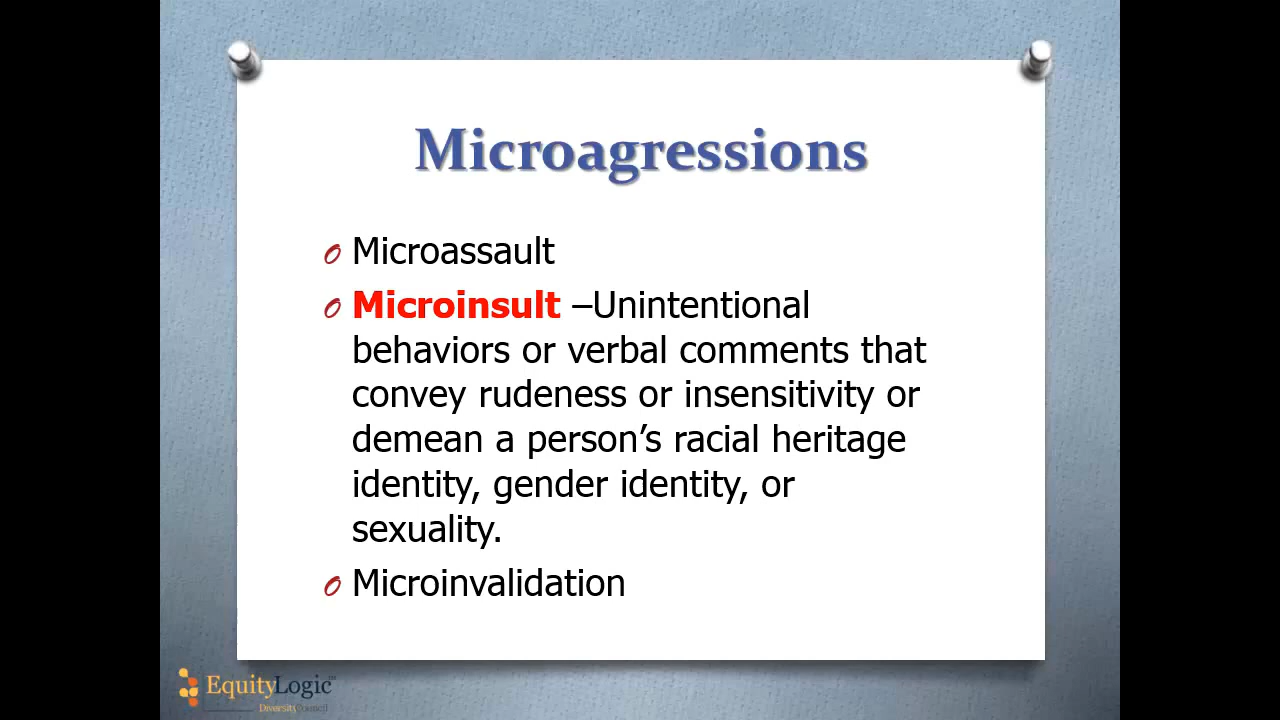 Microagressions
Microassault
Microinsult –Unintentional
behaviors or verbal comments that
convey rudeness or insensitivity or
demean a person’s racial heritage
identity, gender identity, or
sexuality.
Microinvalidation
EquityLogic
DiversityCouncil